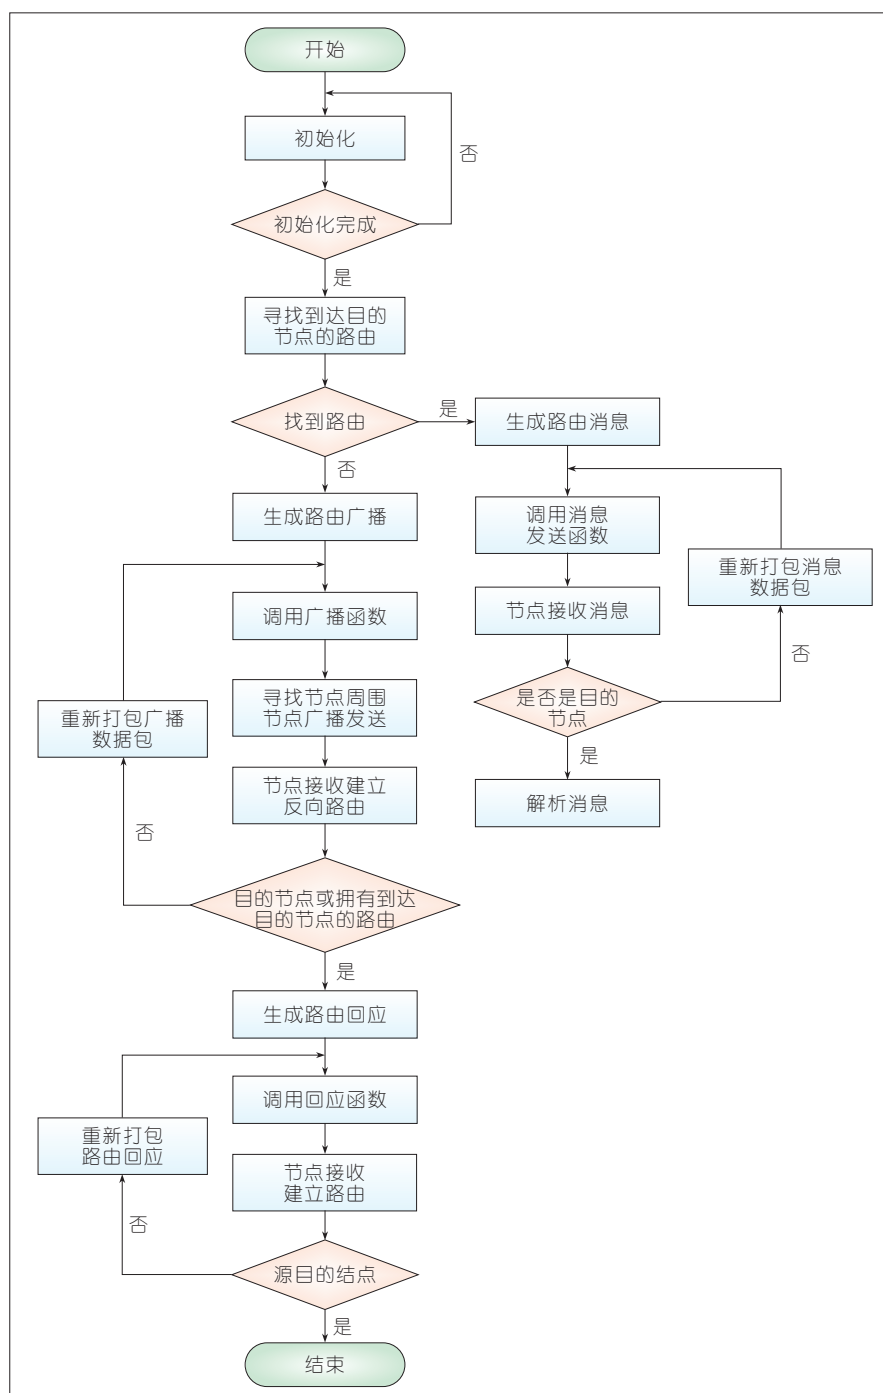 开始
初始化
否
初始化完成
是
寻找到达目的
节点的路由
找到路由
是
生成路由消息
否
生成路由广播
调用消息
发送函数
重新打包消息
数据包
调用广播函数
节点接收消息
否
寻找节点周围
节点广播发送
是否是目的
节点
重新打包广播
数据包
是
节点接收建立
反向路由
解析消息
否
目的节点或拥有到达
目的节点的路由
是
生成路由回应
调用回应函数
重新打包
路由回应
节点接收
建立路由
否
源目的结点
是
结束